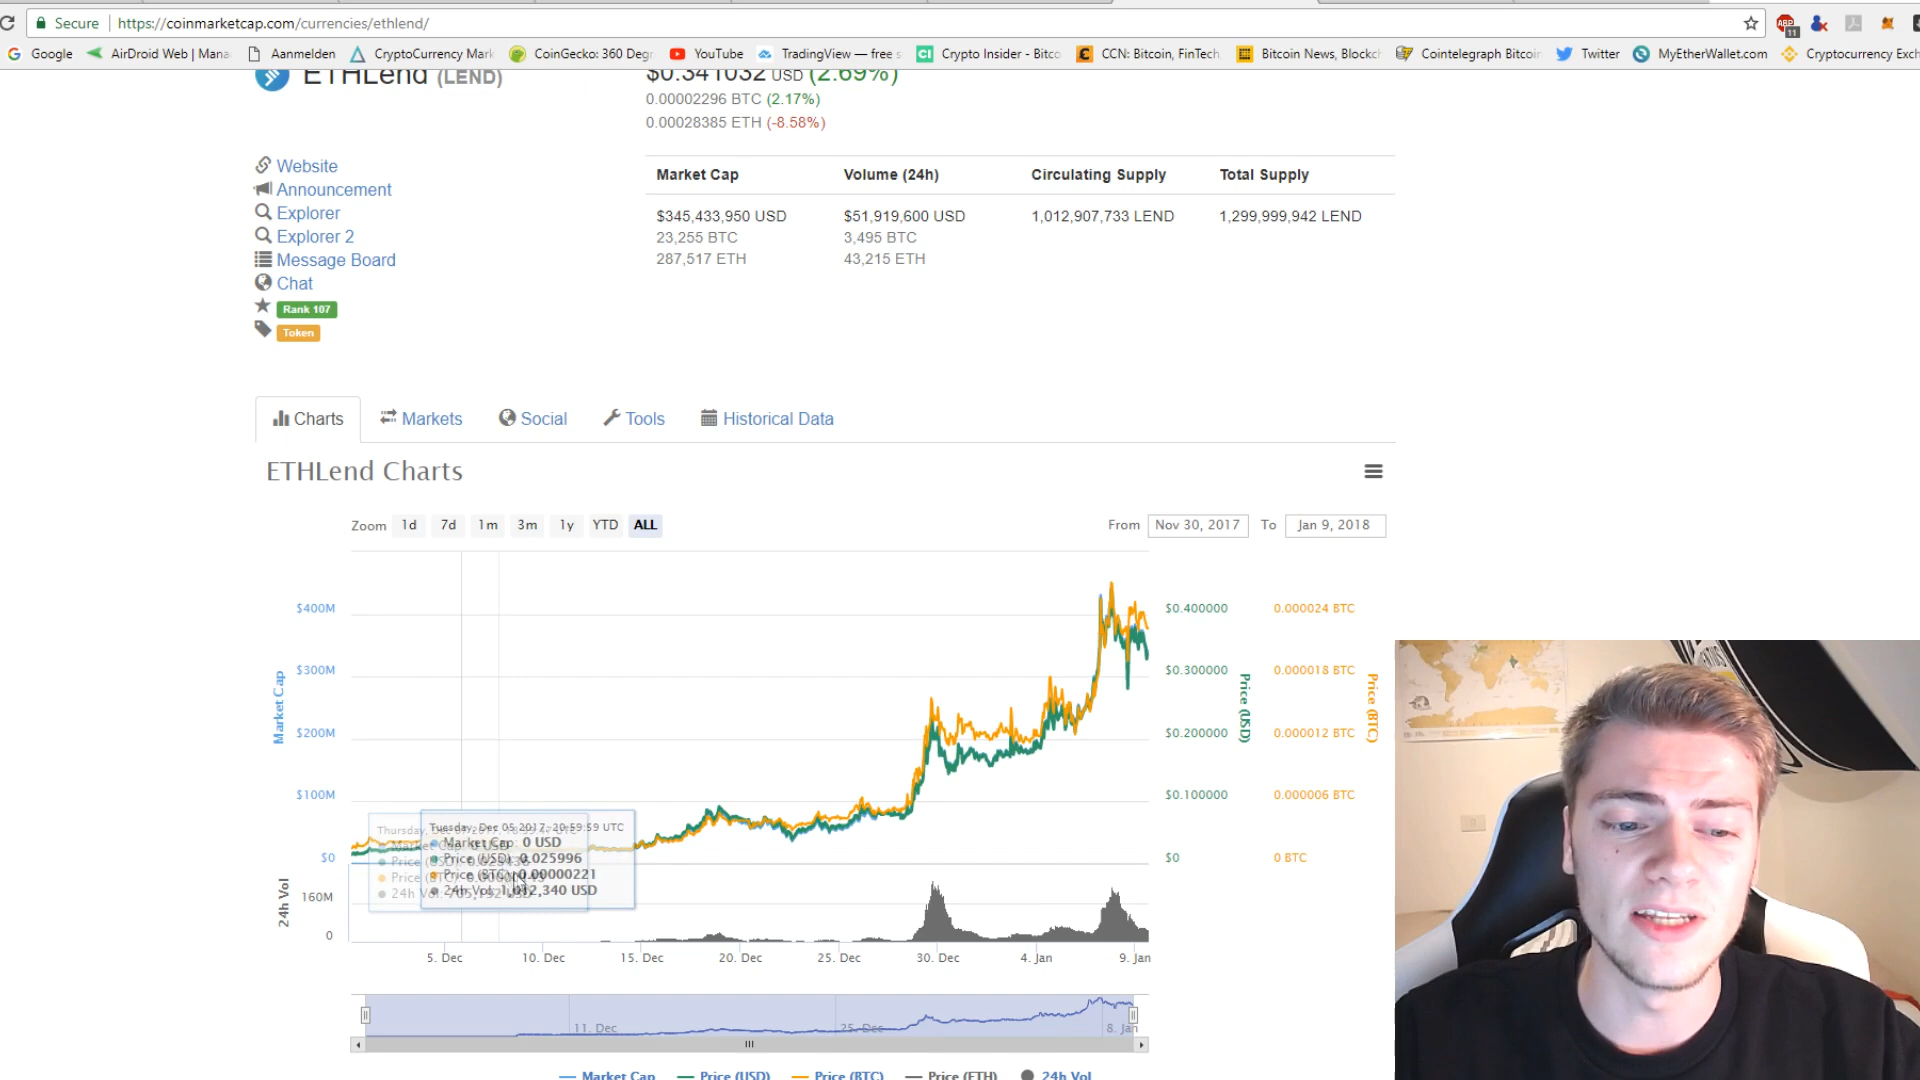 Secure https://coinmarketcap.com/currencies/ethlend/
Google AirDroid Web | Mana Anmelden CryptoCurrency Mark CoinGecko: 360 Deg YouTube TradingView — free s Crypto Insider - Bitco CCN: Bitcoin, FinTech Bitcoin News, Blockc Cointelegraph Bitcoin Twitter MyEtherWallet.com Cryptocurrency Exch
11
ETHLend (LEND)
$0.341032 USD (2.69%)
0.00002296 BTC (2.17%)
0.00028385 ETH (-8.58%)
Website
Announcement
Explorer
Explorer 2
Message Board
Chat
Rank 107
Token
Market Cap Volume (24h) Circulating Supply Total Supply
$345,433,950 USD $51,919,600 USD 1,012,907,733 LEND 1,299,999,942 LEND
23,255 BTC 3,495 BTC
287,517 ETH 43,215 ETH
Charts Markets Social Tools Historical Data
ETHLend Charts
Zoom 1d 7d 1m 3m 1y YTD ALL From Nov 30, 2017 To Jan 9, 2018
$400M $0.400000 0.000024 BTC
$300M $0.300000 0.000018 BTC
$200M $0.200000 0.000012 BTC
$100M $0.100000 0.000006 BTC
$0 $0 0 BTC
Market Cap
Price (USD)
Price (BTC)
Tuesday, Dec 05 2017, 20:59:59 UTC
Market Cap: 0 USD
Price (USD): 0.025996
Price (BTC): 0.00000221
24h Vol: 1,012,340 USD
24h Vol
160M
0
5. Dec 10. Dec 15. Dec 20. Dec 25. Dec 30. Dec 4. Jan 9. Jan
11. Dec 25. Dec 8. Jan
Market Cap Price (USD) Price (BTC) Price (ETH) 24h Vol